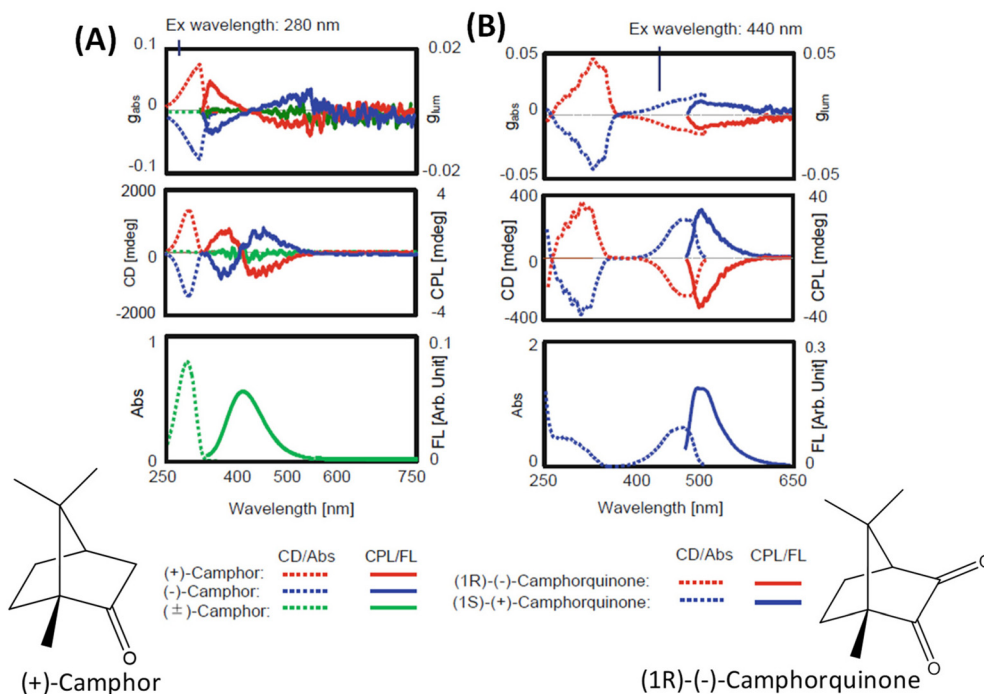 (A)
Ex wavelength: 280 nm
0.1
0
-0.1
gabs
0.02
-0.02
glum
2000
0
-2000
CD [mdeg]
4
-4
CPL [mdeg]
1
0
Abs
0.1
0
FL [Arb. Unit]
250 400 500 600 750
Wavelength [nm]
CD/Abs CPL/FL
(+)-Camphor:
(-)-Camphor:
(±)-Camphor:
O
(+)-Camphor
(B)
Ex wavelength: 440 nm
0.05
0
-0.05
gabs
0.05
0
-0.05
glum
400
0
-400
CD [mdeg]
40
0
-40
CPL [mdeg]
2
1
0
Abs
0.3
0
FL [Arb. Unit]
250 400 500 650
Wavelength [nm]
CD/Abs CPL/FL
(1R)-(-)-Camphorquinone:
(1S)-(+)-Camphorquinone:
O
O
(1R)-(-)-Camphorquinone